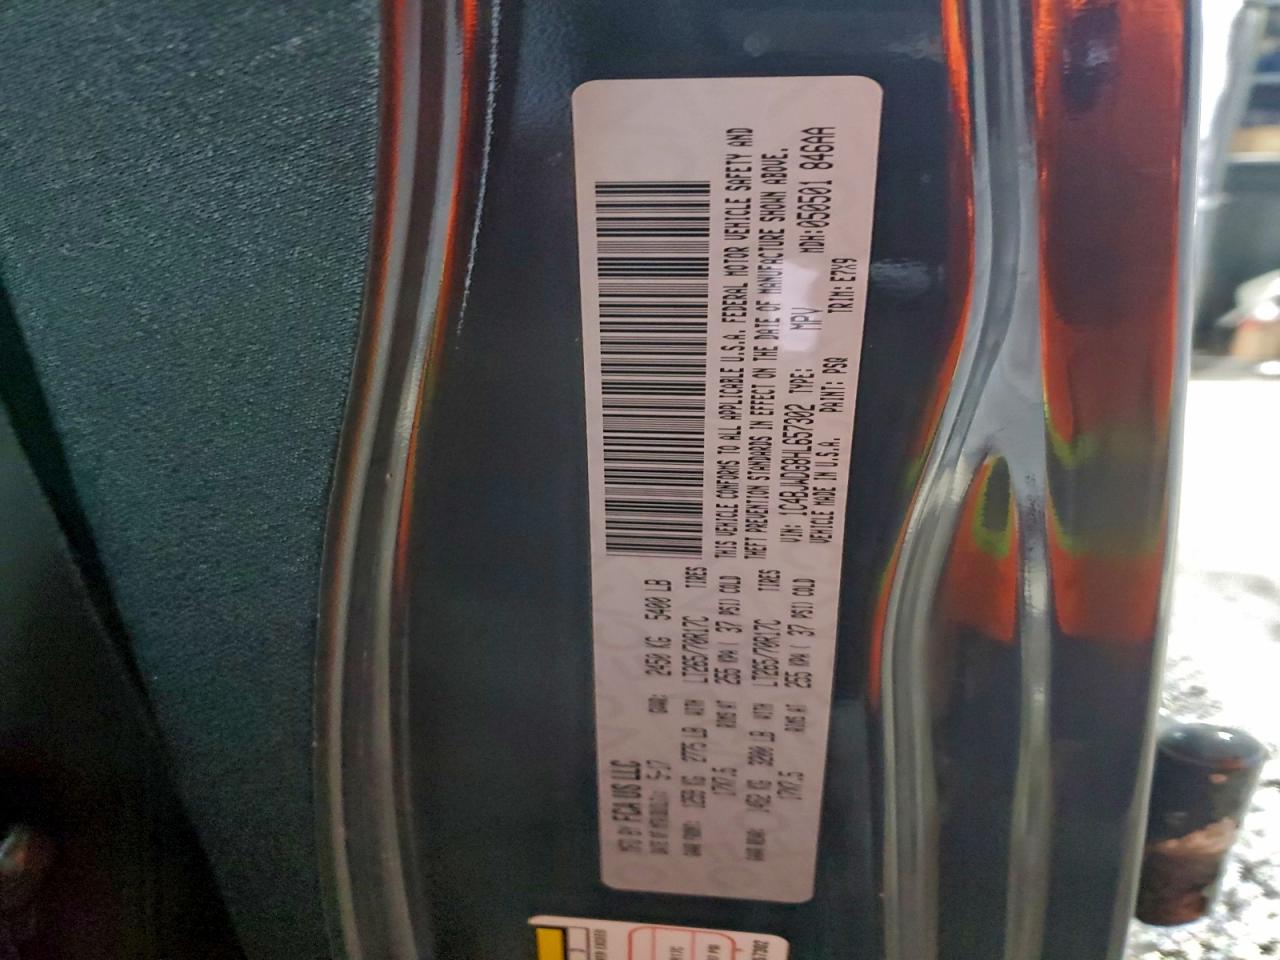 MFD BY FCA US LLC
DATE OF MFR(BUILT): 5-17 GVWR: 2450 KG 5400 LB
GAWR FRONT: 1259 KG 2775 LB WITH LT265/70R17C TIRES
17X7.5 RIMS AT 255 KPA ( 37 PSI) COLD
GAWR REAR: 1452 KG 3200 LB WITH LT265/70R17C TIRES
17X7.5 RIMS AT 255 KPA ( 37 PSI) COLD
THIS VEHICLE CONFORMS TO ALL APPLICABLE U.S.A. FEDERAL MOTOR VEHICLE SAFETY AND
THEFT PREVENTION STANDARDS IN EFFECT ON THE DATE OF MANUFACTURE SHOWN ABOVE.
VIN: 1C4BJWDG8HL657302 TYPE: MPV MDH:050501 846AA
VEHICLE MADE IN U.S.A. PAINT: PSQ TRIM: E7X9